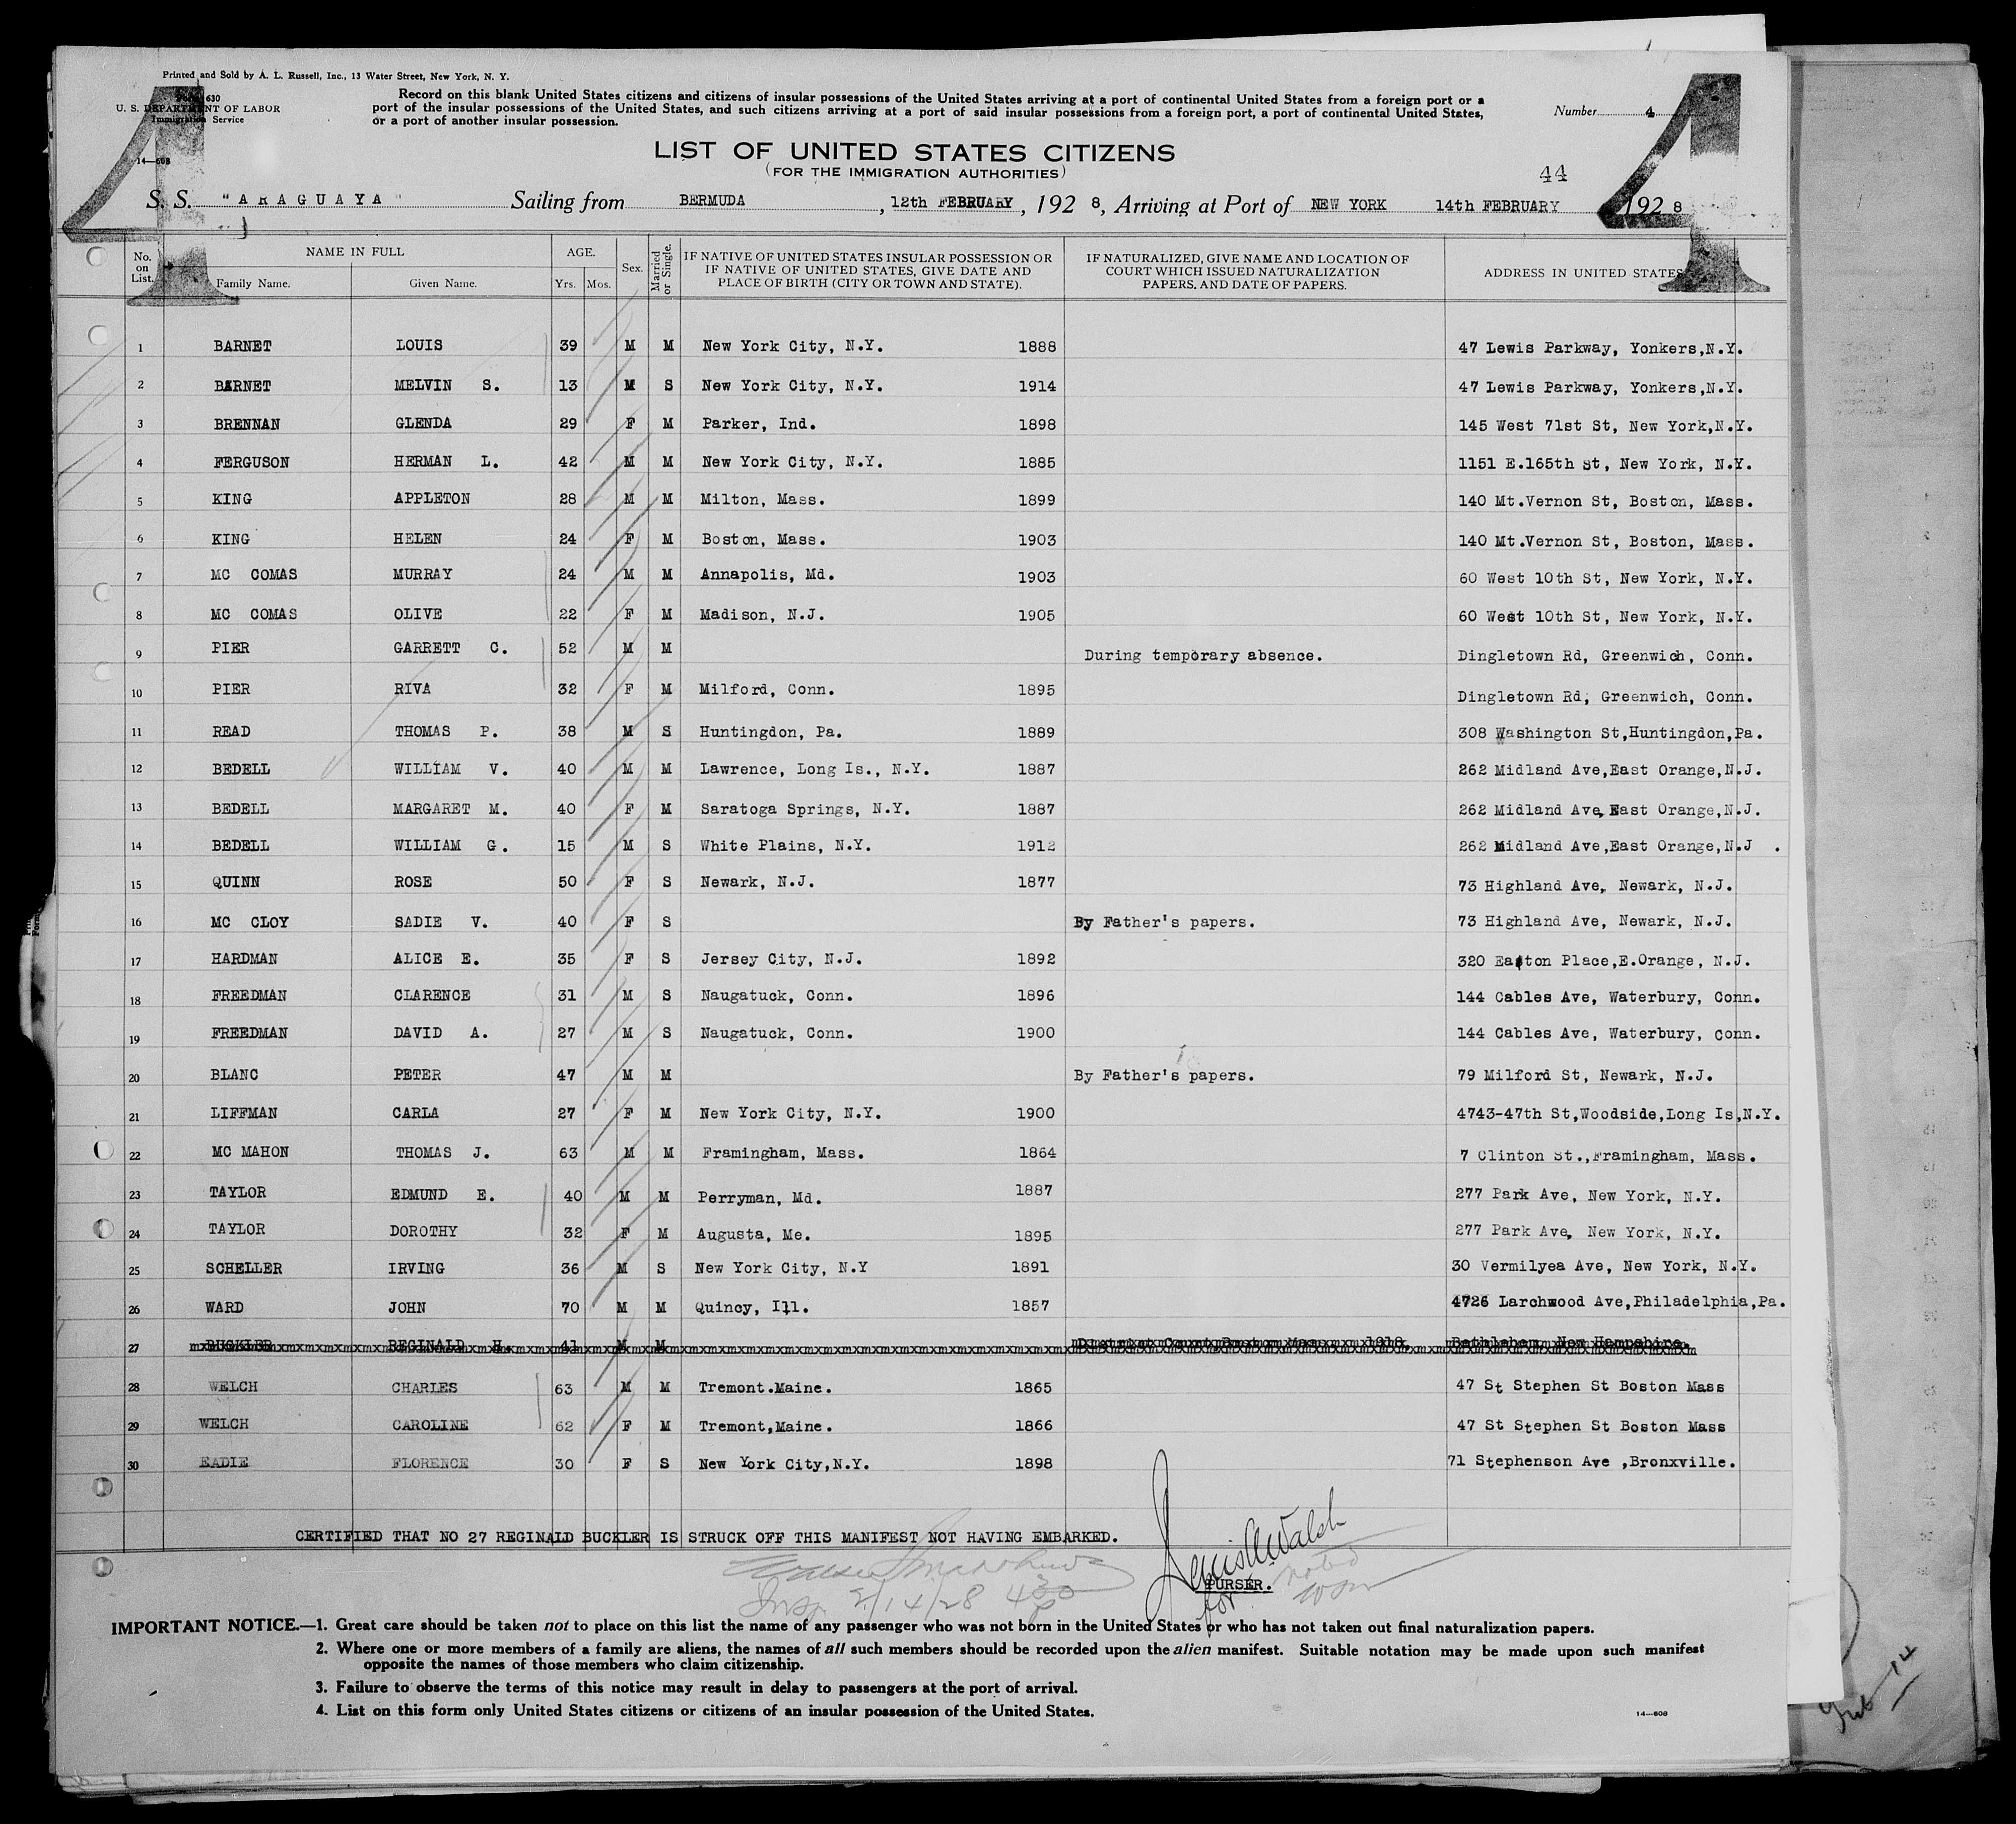 Printed and Sold by A. L. Russell, Inc., 13 Water Street, New York, N. Y.
Form 630
U. S. DEPARTMENT OF LABOR
Immigration Service
14—608
Record on this blank United States citizens and citizens of insular possessions of the United States arriving at a port of continental United States from a foreign port or a
port of the insular possessions of the United States, and such citizens arriving at a port of said insular possessions from a foreign port, a port of continental United States,
or a port of another insular possession.
Number 4
4 4
LIST OF UNITED STATES CITIZENS
(FOR THE IMMIGRATION AUTHORITIES)
44
S. S. "ARAGUAYA" Sailing from BERMUDA, 12th FEBRUARY, 1928, Arriving at Port of NEW YORK 14th FEBRUARY 1928
No. on List. NAME IN FULL Family Name. Given Name. AGE. Yrs. Mos. Sex. Married or Single. IF NATIVE OF UNITED STATES INSULAR POSSESSION OR IF NATIVE OF UNITED STATES, GIVE DATE AND PLACE OF BIRTH (CITY OR TOWN AND STATE). IF NATURALIZED, GIVE NAME AND LOCATION OF COURT WHICH ISSUED NATURALIZATION PAPERS, AND DATE OF PAPERS. ADDRESS IN UNITED STATES
1 BARNET LOUIS 39 M M New York City, N.Y. 1888 47 Lewis Parkway, Yonkers,N.Y.
2 BARNET MELVIN S. 13 M S New York City, N.Y. 1914 47 Lewis Parkway, Yonkers,N.Y.
3 BRENNAN GLENDA 29 F M Parker, Ind. 1898 145 West 71st St, New York,N.Y.
4 FERGUSON HERMAN L. 42 M M New York City, N.Y. 1885 1151 E.165th St, New York, N.Y.
5 KING APPLETON 28 M M Milton, Mass. 1899 140 Mt.Vernon St, Boston, Mass.
6 KING HELEN 24 F M Boston, Mass. 1903 140 Mt.Vernon St, Boston, Mass.
7 MC COMAS MURRAY 24 M M Annapolis, Md. 1903 60 West 10th St, New York, N.Y.
8 MC COMAS OLIVE 22 F M Madison, N.J. 1905 60 West 10th St, New York, N.Y.
9 PIER GARRETT C. 52 M M During temporary absence. Dingletown Rd, Greenwich, Conn.
10 PIER RIVA 32 F M Milford, Conn. 1895 Dingletown Rd, Greenwich, Conn.
11 READ THOMAS P. 38 M S Huntingdon, Pa. 1889 308 Washington St,Huntingdon,Pa.
12 BEDELL WILLIAM V. 40 M M Lawrence, Long Is., N.Y. 1887 262 Midland Ave,East Orange,N.J.
13 BEDELL MARGARET M. 40 F M Saratoga Springs, N.Y. 1887 262 Midland Ave, East Orange,N.J.
14 BEDELL WILLIAM G. 15 M S White Plains, N.Y. 1912 262 Midland Ave,East Orange,N.J .
15 QUINN ROSE 50 F S Newark, N.J. 1877 73 Highland Ave, Newark, N.J.
16 MC CLOY SADIE V. 40 F S By Father's papers. 73 Highland Ave, Newark, N.J.
17 HARDMAN ALICE E. 35 F S Jersey City, N.J. 1892 320 Easton Place,E.Orange, N.J.
18 FREEDMAN CLARENCE 31 M S Naugatuck, Conn. 1896 144 Cables Ave, Waterbury, Conn.
19 FREEDMAN DAVID A. 27 M S Naugatuck, Conn. 1900 144 Cables Ave, Waterbury, Conn.
20 BLANC PETER 47 M M By Father's papers. 79 Milford St, Newark, N.J.
21 LIFFMAN CARLA 27 F M New York City, N.Y. 1900 4743-47th St,Woodside,Long Is,N.Y.
22 MC MAHON THOMAS J. 63 M M Framingham, Mass. 1864 7 Clinton St.,Framingham, Mass.
23 TAYLOR EDMUND E. 40 M M Perryman, Md. 1887 277 Park Ave, New York, N.Y.
24 TAYLOR DOROTHY 32 F M Augusta, Me. 1895 277 Park Ave, New York, N.Y.
25 SCHELLER IRVING 36 M S New York City, N.Y 1891 30 Vermilyea Ave, New York, N.Y.
26 WARD JOHN 70 M M Quincy, Ill. 1857 4726 Larchwood Ave,Philadelphia,Pa.
27 BUCKLER REGINALD H. 41 M M District Court,Boston Mass 1918. Bethlehem, New Hampshire.
28 WELCH CHARLES 63 M M Tremont.Maine. 1865 47 St Stephen St Boston Mass
29 WELCH CAROLINE 62 F M Tremont,Maine. 1866 47 St Stephen St Boston Mass
30 EADIE FLORENCE 30 F S New York City,N.Y. 1898 71 Stephenson Ave ,Bronxville.
CERTIFIED THAT NO 27 REGINALD BUCKLER IS STRUCK OFF THIS MANIFEST NOT HAVING EMBARKED.
Walsh
PURSER.
for
noted
Insp. 2/14/28 4 30 P
IMPORTANT NOTICE.—1. Great care should be taken not to place on this list the name of any passenger who was not born in the United States or who has not taken out final naturalization papers.
2. Where one or more members of a family are aliens, the names of all such members should be recorded upon the alien manifest. Suitable notation may be made upon such manifest
opposite the names of those members who claim citizenship.
3. Failure to observe the terms of this notice may result in delay to passengers at the port of arrival.
4. List on this form only United States citizens or citizens of an insular possession of the United States.
14—608
Feb 14